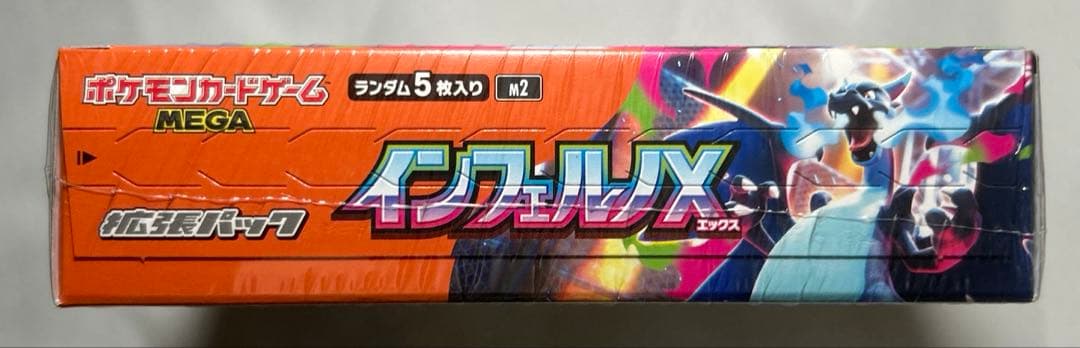 ポケモンカードゲーム
MEGA
ランダム5枚入り
M2
インフェルノX
エックス
拡張パック